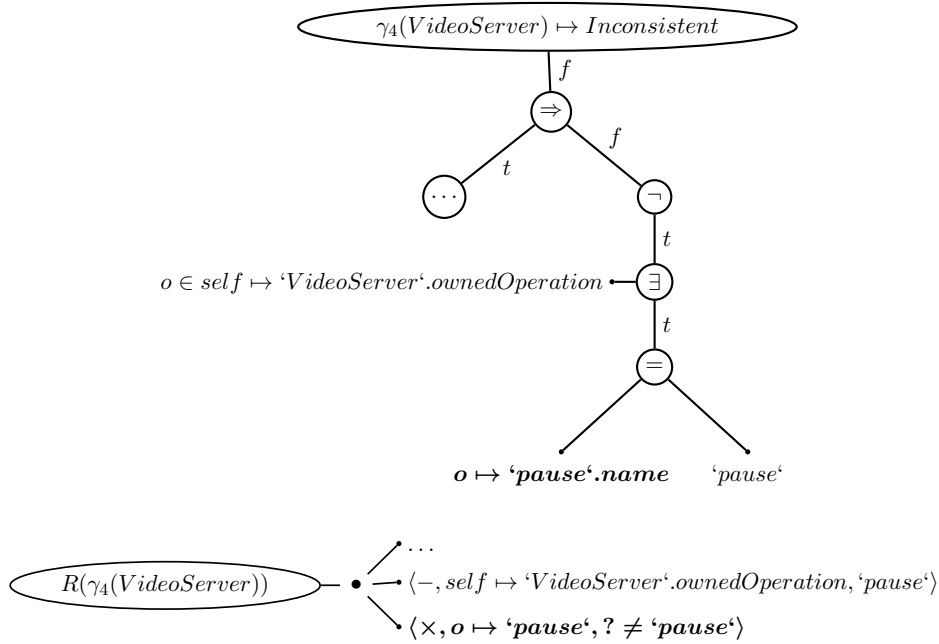 γ₄(VideoServer) ↦ Inconsistent
f
⇒
f
t
···
¬
t
o ∈ self ↦ ‘VideoServer‘.ownedOperation
∃
t
=
o ↦ ‘pause‘.name
‘pause‘
···
R(γ₄(VideoServer))
⟨−, self ↦ ‘VideoServer‘.ownedOperation, ‘pause‘⟩
⟨×, o ↦ ‘pause‘, ? ≠ ‘pause‘⟩